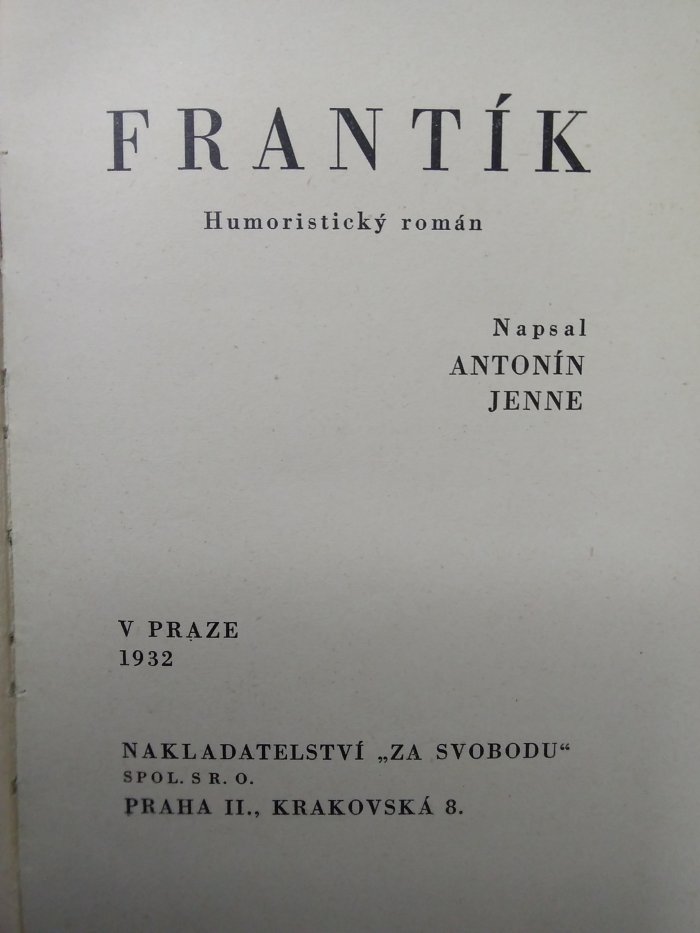 FRANTÍK
Humoristický román
Napsal
ANTONÍN
JENNE
V PRAZE
1932
NAKLADATELSTVÍ „ZA SVOBODU“
SPOL. S R. O.
PRAHA II., KRAKOVSKÁ 8.